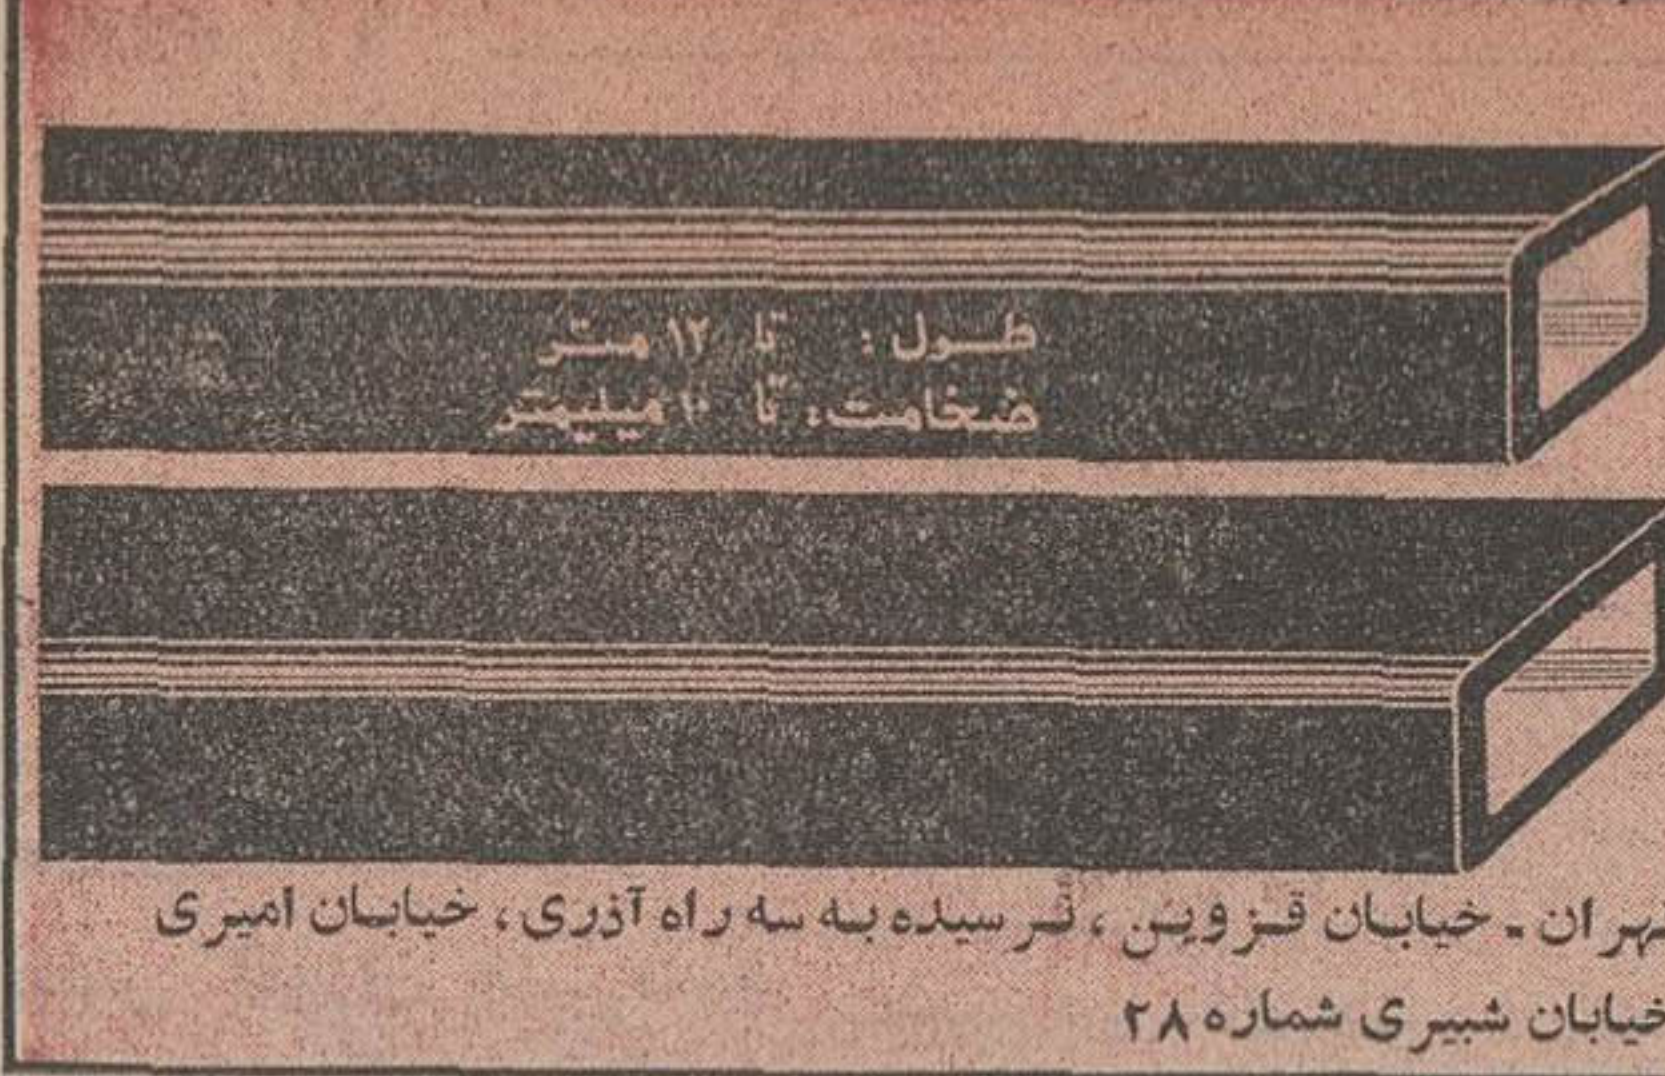 طول : تا ۱۲ متر
ضخامت، تا ۱۰ میلیمتر
تهران - خیابان قزوین ، نرسیده به سه راه آذری ، خیابان امیری
خیابان شبیری شماره ۲۸